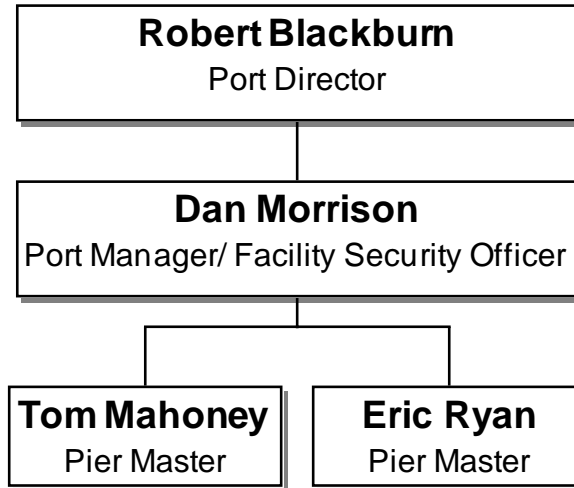 Robert Blackburn
Port Director
Dan Morrison
Port Manager/ Facility Security Officer
Tom Mahoney
Pier Master
Eric Ryan
Pier Master